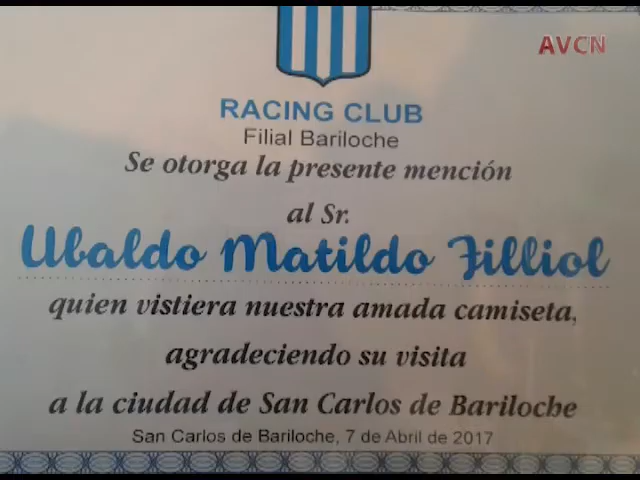 AVCN
RACING CLUB
Filial Bariloche
Se otorga la presente mención
al Sr.
Ubaldo Matildo Filliol
quien vistiera nuestra amada camiseta,
agradeciendo su visita
a la ciudad de San Carlos de Bariloche
San Carlos de Bariloche, 7 de Abril de 2017